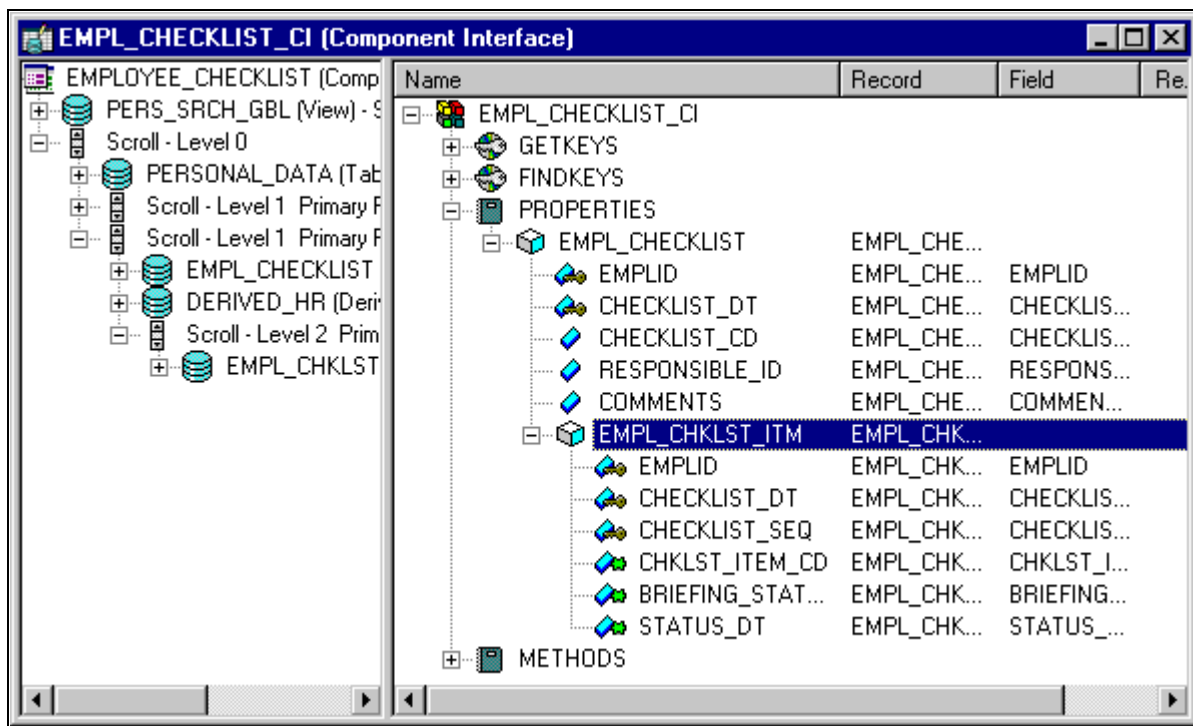 EMPL_CHECKLIST_CI (Component Interface)
EMPLOYEE_CHECKLIST (Comp
PERS_SRCH_GBL (View) - S
Scroll - Level 0
PERSONAL_DATA (Tab
Scroll - Level 1 Primary R
Scroll - Level 1 Primary R
EMPL_CHECKLIST
DERIVED_HR (Deri
Scroll - Level 2 Prim
EMPL_CHKLST
Name Record Field Re.
EMPL_CHECKLIST_CI
GETKEYS
FINDKEYS
PROPERTIES
EMPL_CHECKLIST EMPL_CHE...
EMPLID EMPL_CHE... EMPLID
CHECKLIST_DT EMPL_CHE... CHECKLIS...
CHECKLIST_CD EMPL_CHE... CHECKLIS...
RESPONSIBLE_ID EMPL_CHE... RESPONS...
COMMENTS EMPL_CHE... COMMEN...
EMPL_CHKLST_ITM EMPL_CHK...
EMPLID EMPL_CHK... EMPLID
CHECKLIST_DT EMPL_CHK... CHECKLIS...
CHECKLIST_SEQ EMPL_CHK... CHECKLIS...
CHKLST_ITEM_CD EMPL_CHK... CHKLST_I...
BRIEFING_STAT... EMPL_CHK... BRIEFING...
STATUS_DT EMPL_CHK... STATUS_...
METHODS